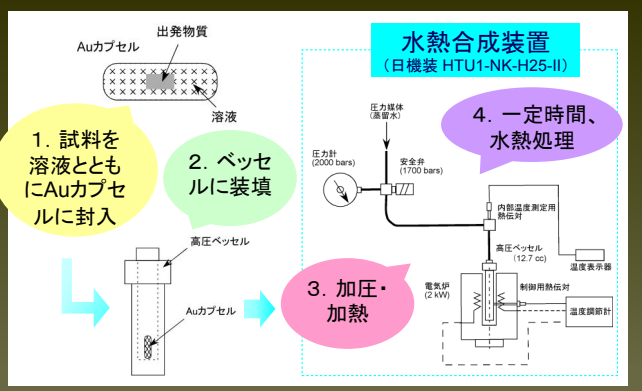 出発物質
Auカプセル
溶液
1. 試料を
溶液ととも
にAuカプセ
ルに封入
2. ベッセ
ルに装填
高圧ベッセル
Auカプセル
3. 加圧・
加熱
水熱合成装置
(日機装 HTU1-NK-H25-II)
4. 一定時間、
水熱処理
圧力媒体
(蒸留水)
圧力計
(2000 bars)
安全弁
(1700 bars)
内部温度測定用
熱伝対
高圧ベッセル
(12.7 cc)
温度表示器
電気炉
(2 kW)
制御用熱伝対
温度調節計